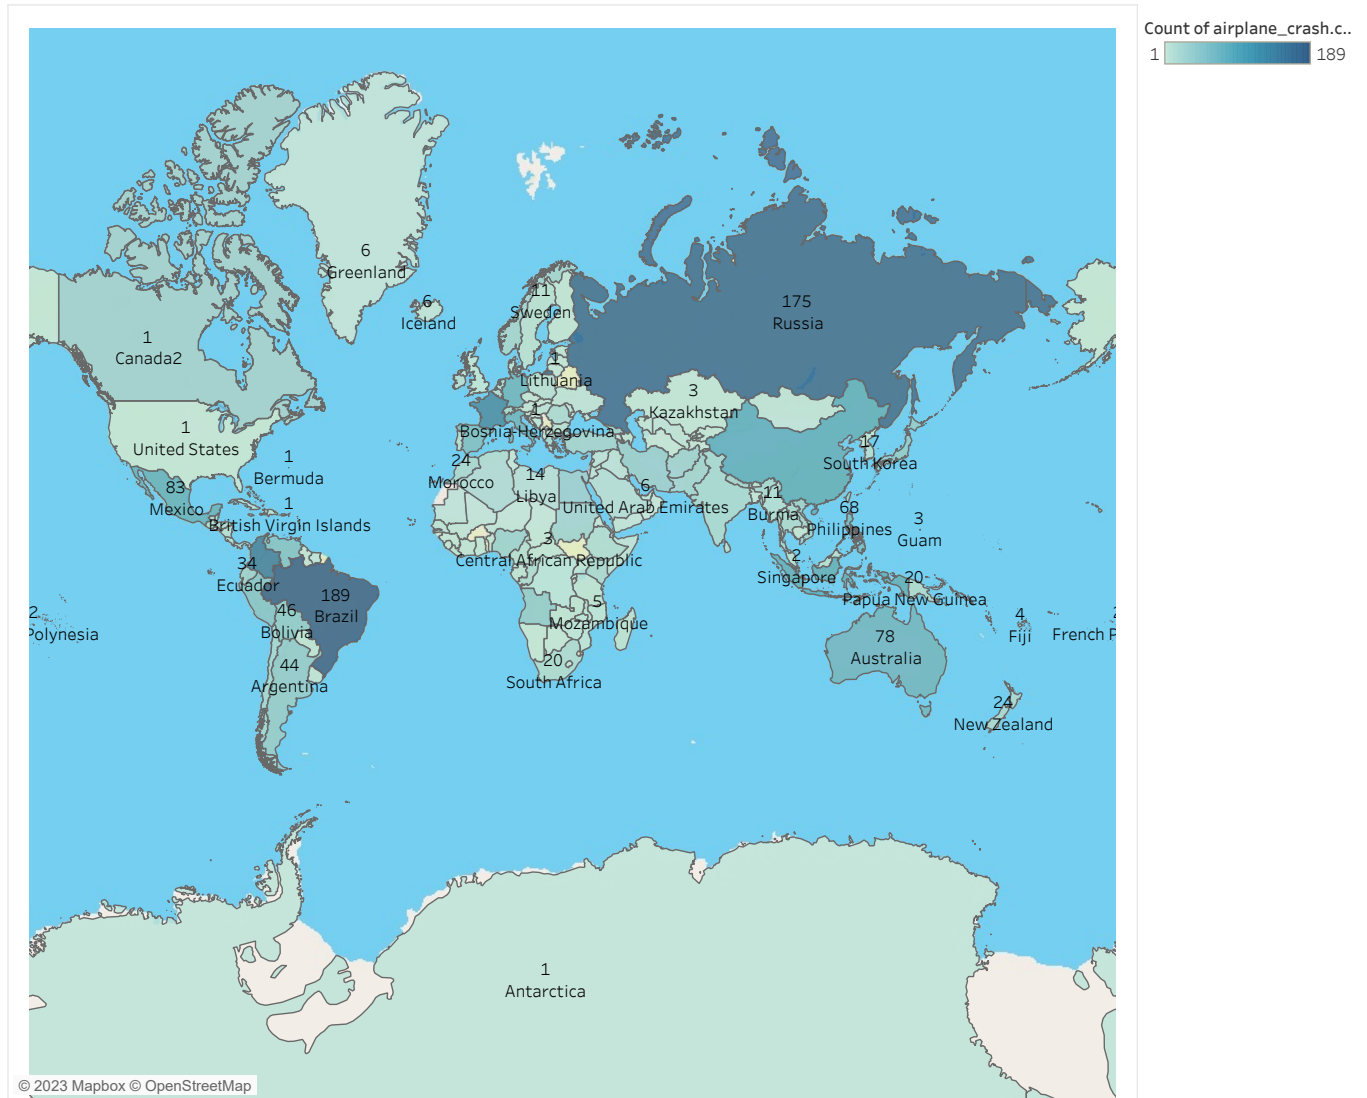 Count of airplane_crash.c..
1
189
6
Greenland
6
Iceland
11
Sweden
175
Russia
1
Canada2
1
Lithuania
3
Kazakhstan
1
United States
1
Bosnia-Herzegovina
17
South Korea
1
Bermuda
24
Morocco
14
Libya
6
United Arab Emirates
83
Mexico
11
Burma
68
Philippines
1
British Virgin Islands
3
Guam
3
Central African Republic
34
Ecuador
2
Singapore
20
Papua New Guinea
189
Brazil
46
Bolivia
5
Mozambique
2
Polynesia
4
Fiji
2
French P
44
Argentina
20
South Africa
78
Australia
24
New Zealand
1
Antarctica
© 2023 Mapbox © OpenStreetMap